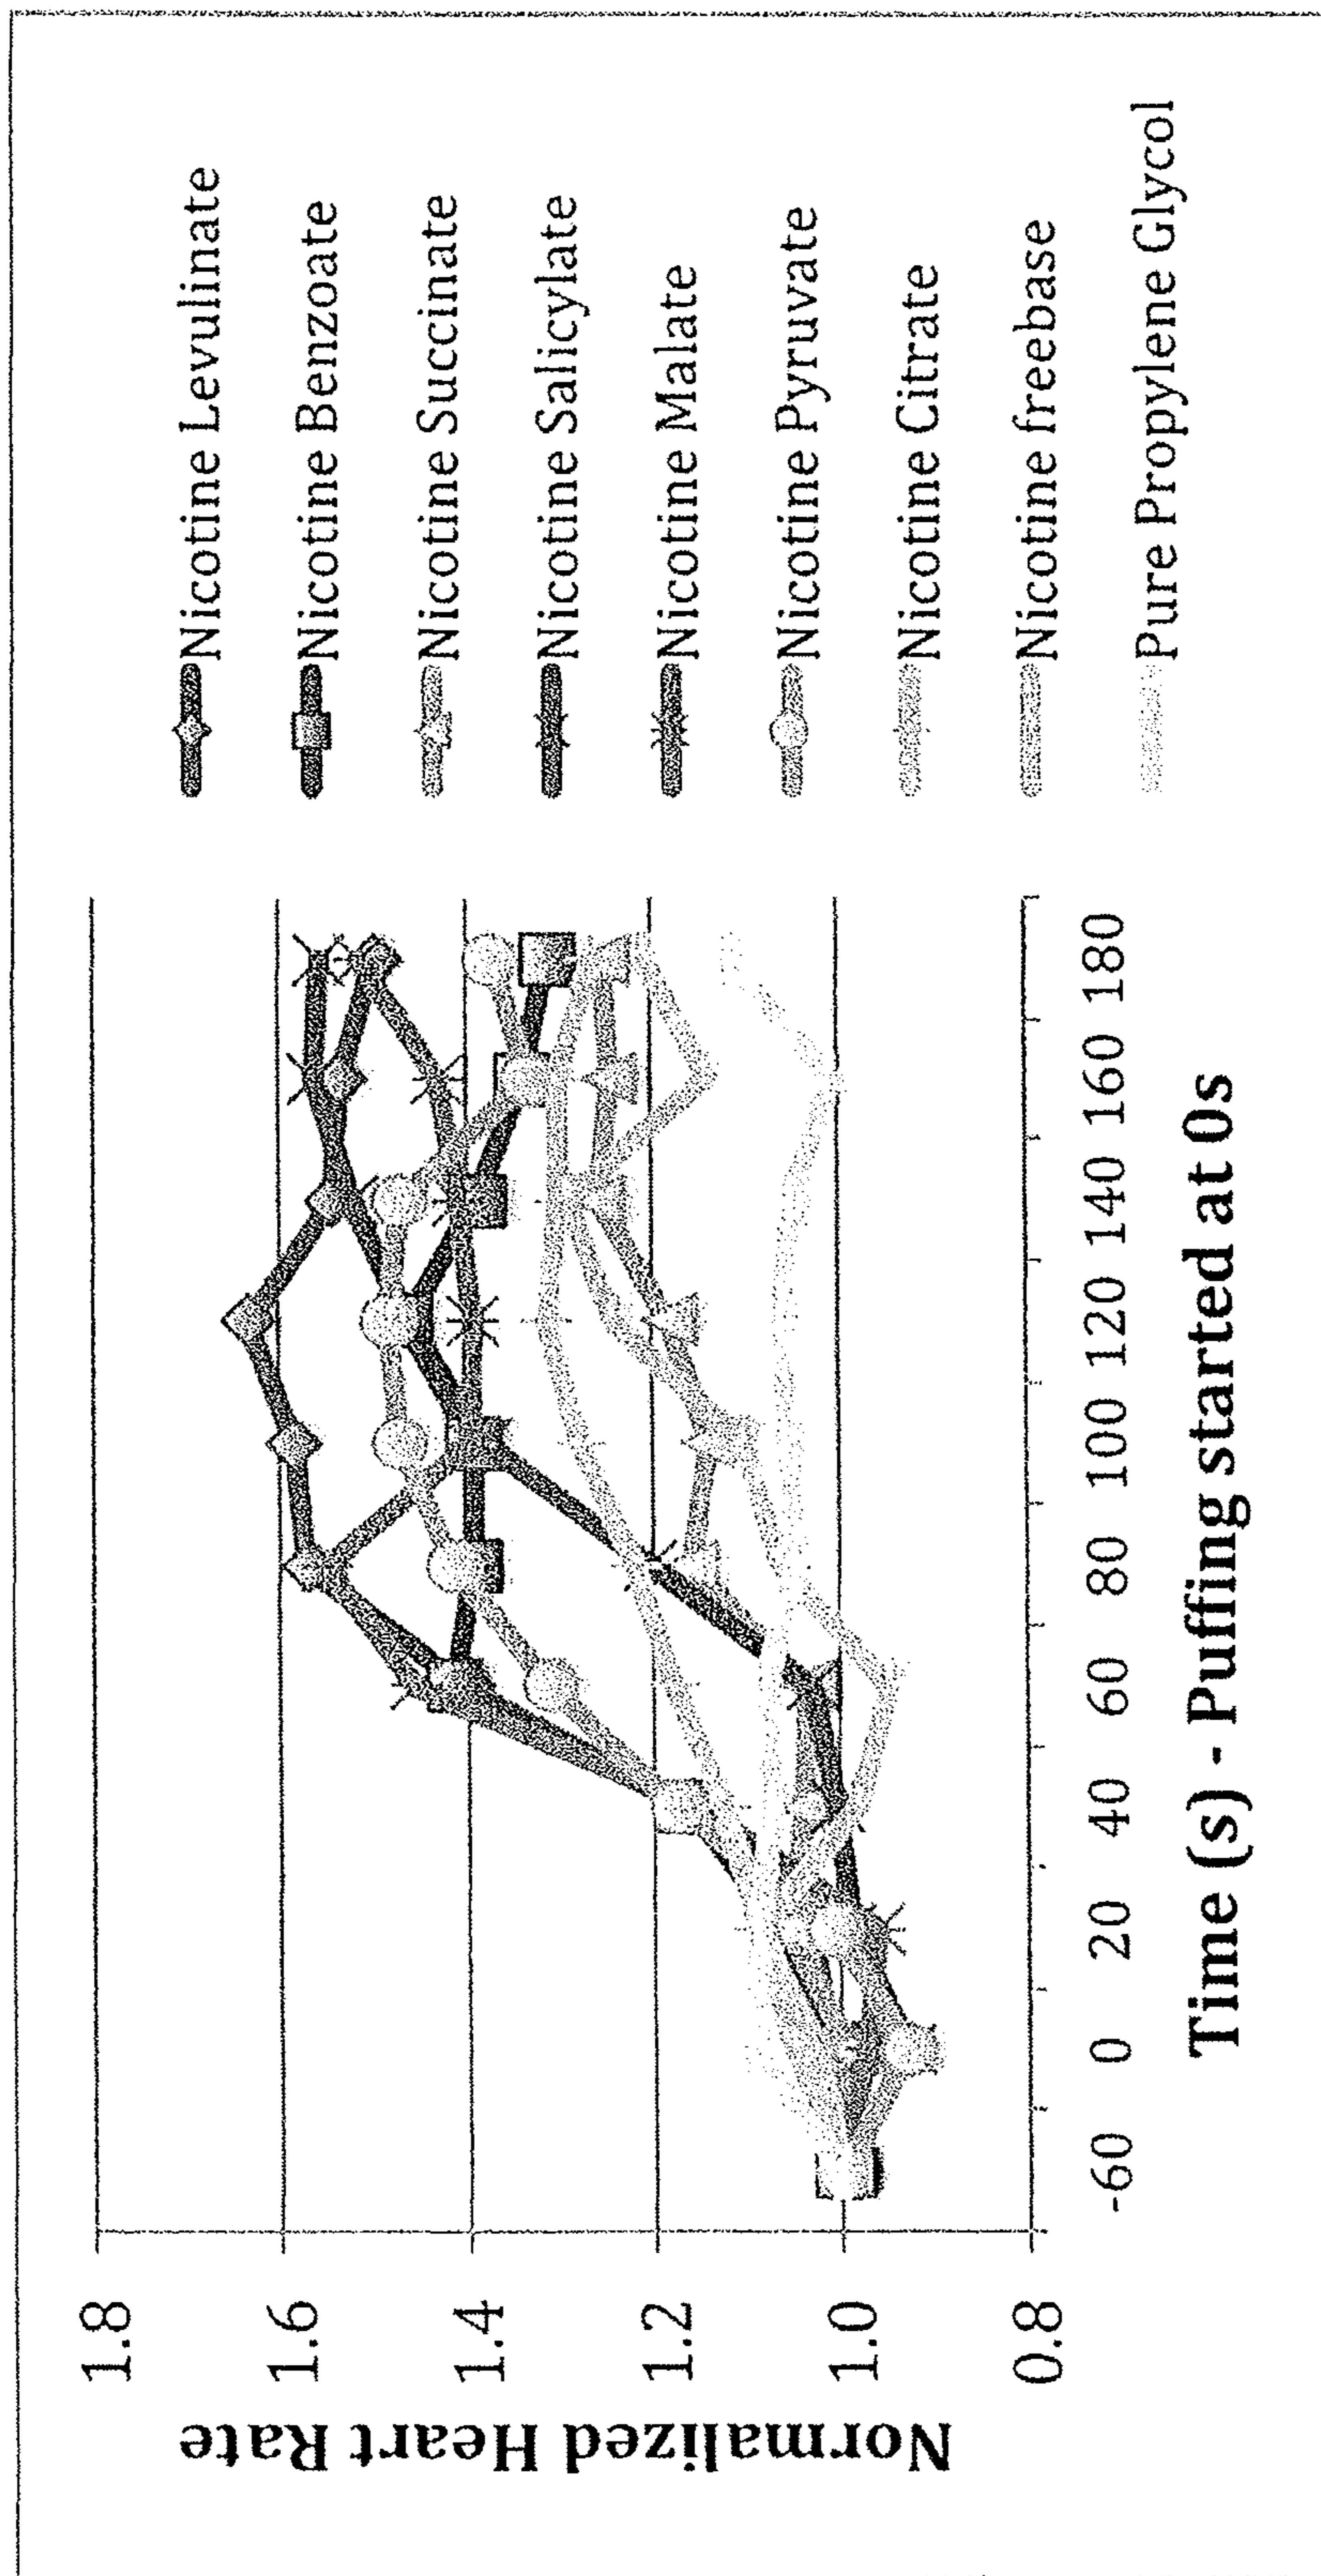 Normalized Heart Rate
1.8
1.6
1.4
1.2
1.0
0.8
-60 0 20 40 60 80 100 120 140 160 180
Time (s) - Puffing started at 0s
Nicotine Levulinate
Nicotine Benzoate
Nicotine Succinate
Nicotine Salicylate
Nicotine Malate
Nicotine Pyruvate
Nicotine Citrate
Nicotine freebase
Pure Propylene Glycol